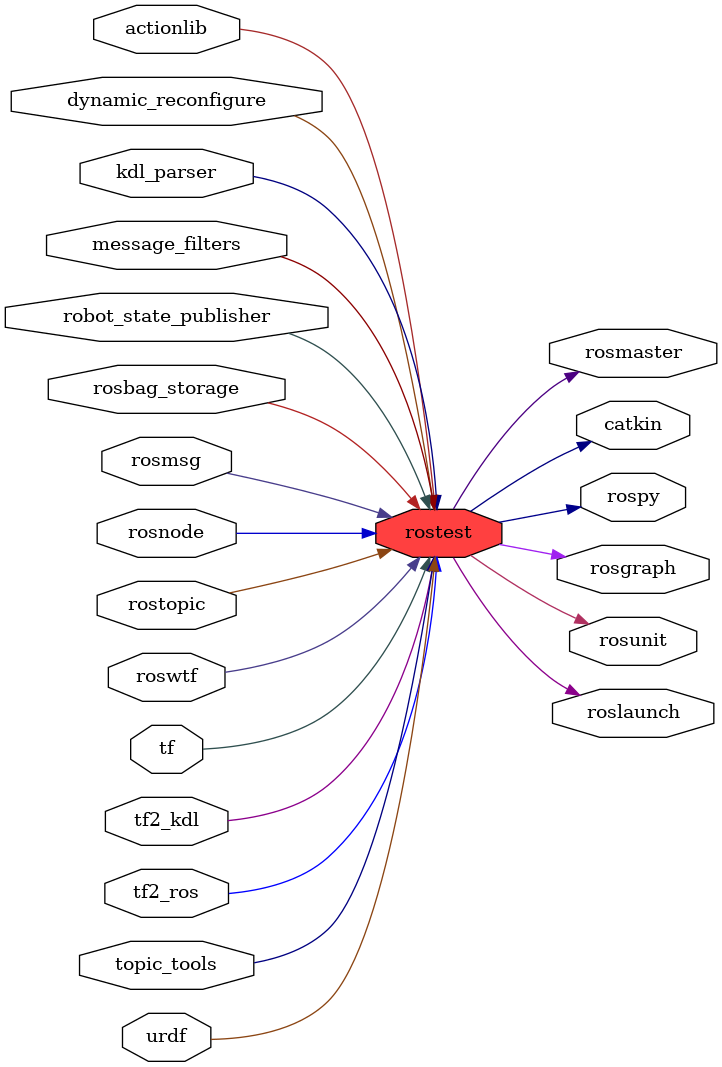 actionlib
dynamic_reconfigure
kdl_parser
message_filters
robot_state_publisher
rosbag_storage
rosmsg
rosnode
rostopic
roswtf
tf
tf2_kdl
tf2_ros
topic_tools
urdf
rostest
rosmaster
catkin
rospy
rosgraph
rosunit
roslaunch